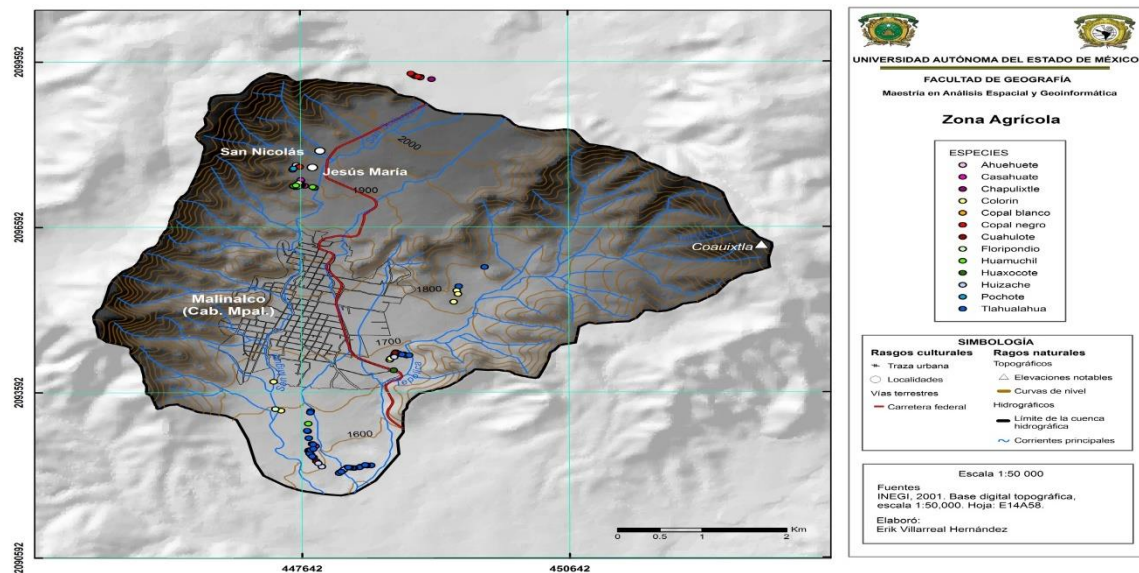 2099592
2096592
2093592
2090592
447642
450642
San Nicolás
Jesús María
2000
1900
Coauixtla
1800
Malinalco
(Cab. Mpal.)
1700
1600
0 0.5 1 2
Km
UNIVERSIDAD AUTÓNOMA DEL ESTADO DE MÉXICO
FACULTAD DE GEOGRAFÍA
Maestría en Análisis Espacial y Geoinformática
Zona Agrícola
ESPECIES
Ahuehuete
Casahuate
Chapulixtle
Colorin
Copal blanco
Copal negro
Cuahulote
Floripondio
Huamuchil
Huaxocote
Huizache
Pochote
Tlahualahua
SIMBOLOGÍA
Rasgos culturales
Traza urbana
Localidades
Vías terrestres
Carretera federal
Ragos naturales
Topográficos
Elevaciones notables
Curvas de nivel
Hidrográficos
Límite de la cuenca
hidrográfica
Corrientes principales
Escala 1:50 000
Fuentes
INEGI, 2001. Base digital topográfica,
escala 1:50,000. Hoja: E14A58.
Elaboró:
Erik Villarreal Hernández